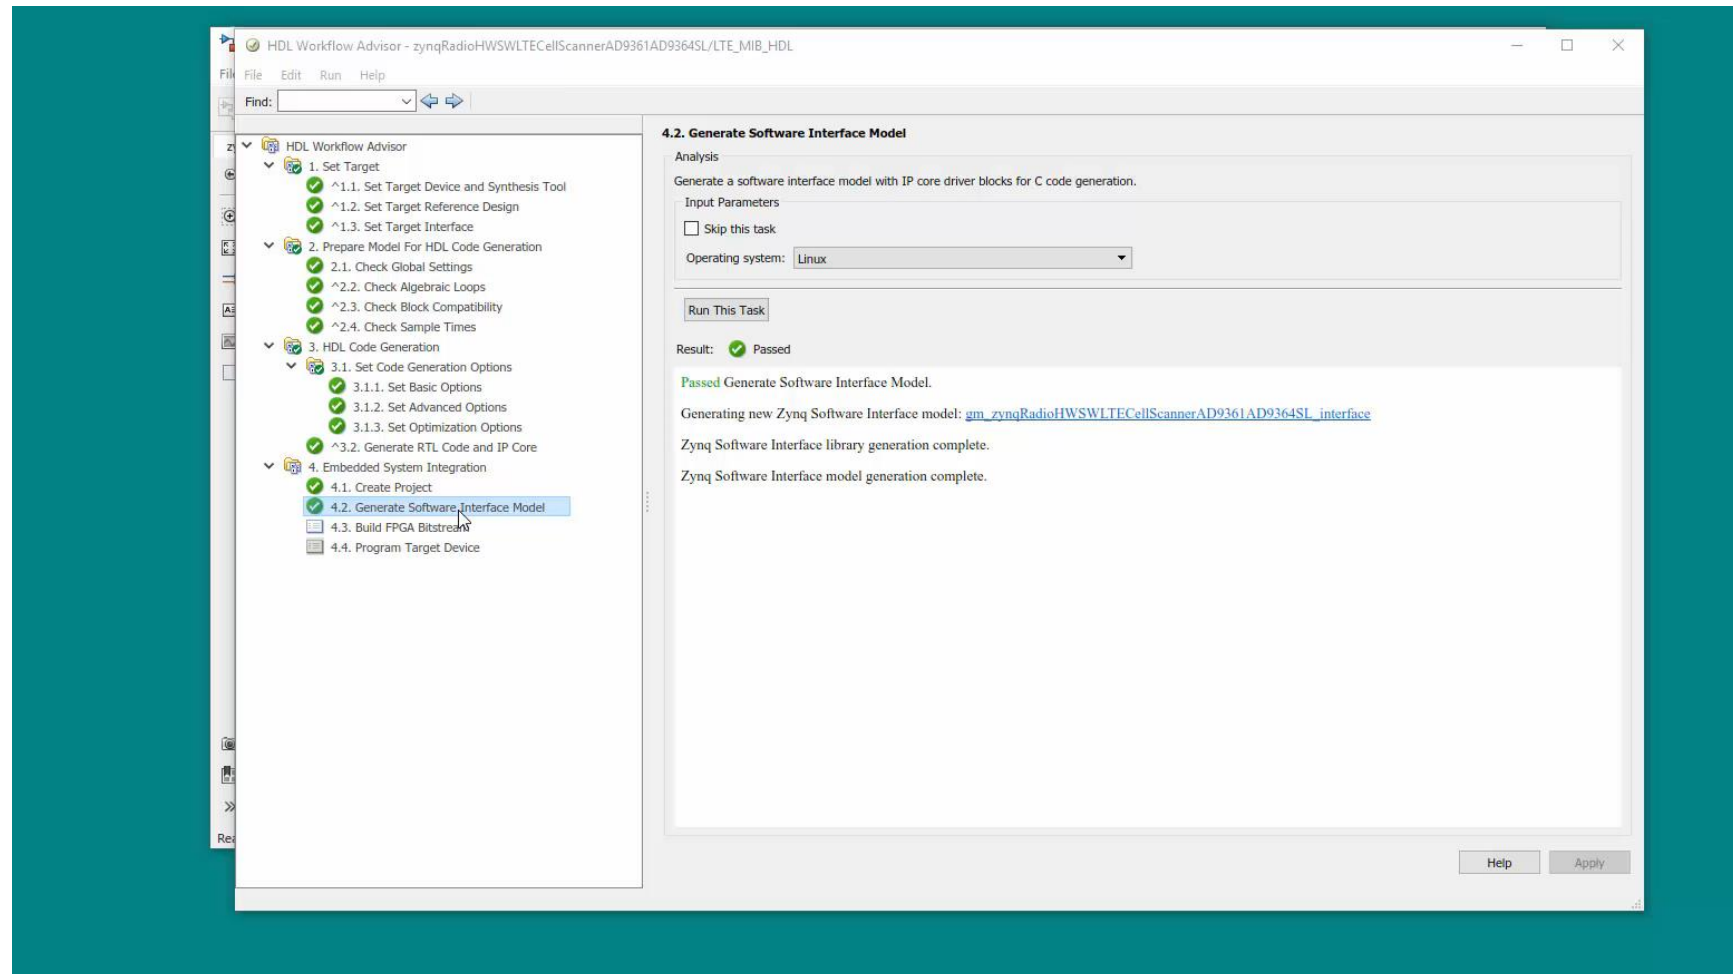 HDL Workflow Advisor - zynqRadioHWSWLTECellScannerAD9361AD9364SL/LTE_MIB_HDL
File Edit Run Help
Find:
HDL Workflow Advisor
1. Set Target
^1.1. Set Target Device and Synthesis Tool
^1.2. Set Target Reference Design
^1.3. Set Target Interface
2. Prepare Model For HDL Code Generation
2.1. Check Global Settings
^2.2. Check Algebraic Loops
^2.3. Check Block Compatibility
^2.4. Check Sample Times
3. HDL Code Generation
3.1. Set Code Generation Options
3.1.1. Set Basic Options
3.1.2. Set Advanced Options
3.1.3. Set Optimization Options
^3.2. Generate RTL Code and IP Core
4. Embedded System Integration
4.1. Create Project
4.2. Generate Software Interface Model
4.3. Build FPGA Bitstream
4.4. Program Target Device
4.2. Generate Software Interface Model
Analysis
Generate a software interface model with IP core driver blocks for C code generation.
Input Parameters
Skip this task
Operating system: Linux
Run This Task
Result: Passed
Passed Generate Software Interface Model.
Generating new Zynq Software Interface model: gm_zynqRadioHWSWLTECellScannerAD9361AD9364SL_interface
Zynq Software Interface library generation complete.
Zynq Software Interface model generation complete.
Help Apply